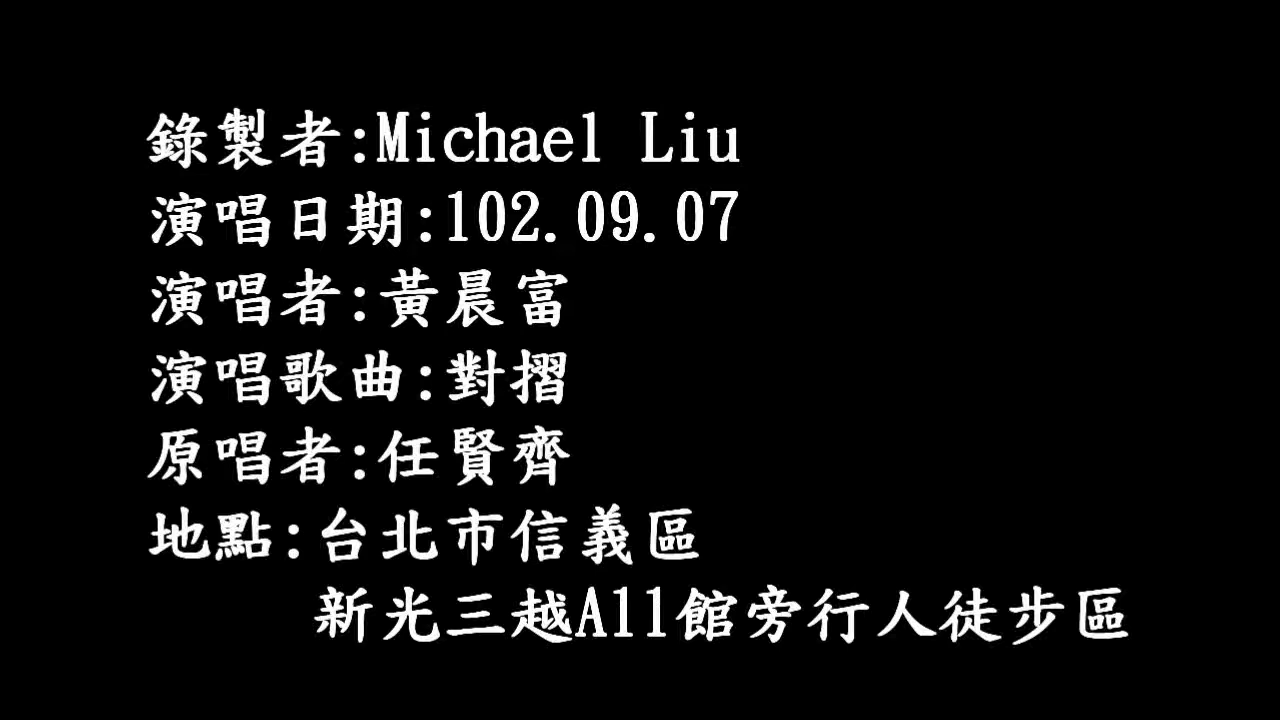 錄製者:Michael Liu
演唱日期:102.09.07
演唱者:黃晨富
演唱歌曲:對摺
原唱者:任賢齊
地點:台北市信義區
新光三越A11館旁行人徒步區